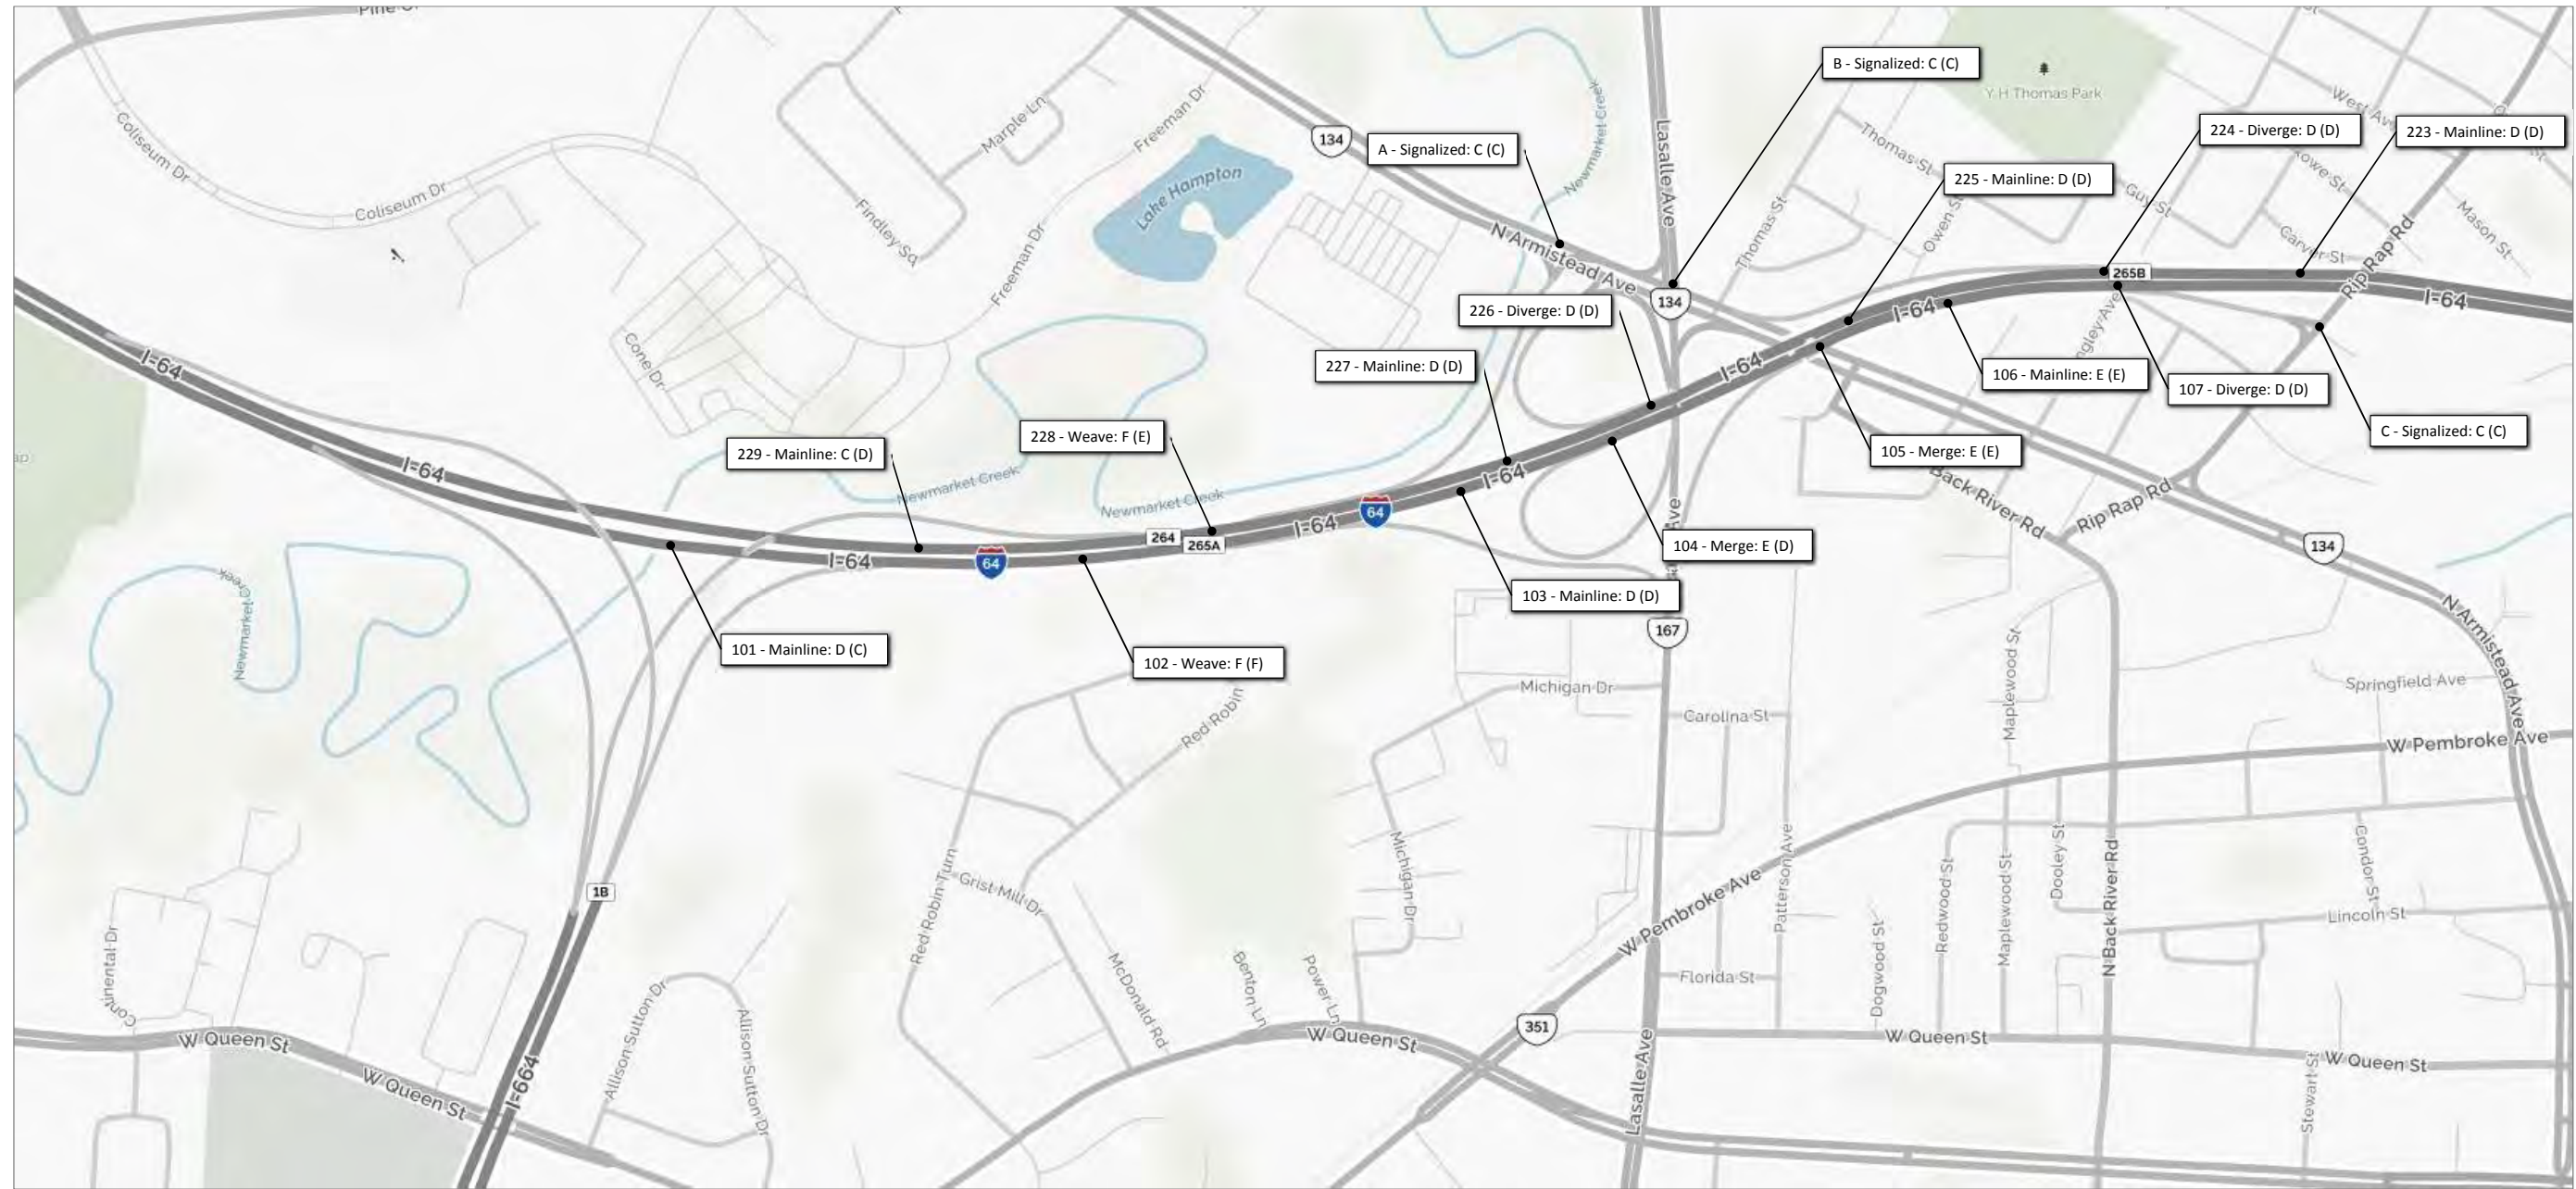 B - Signalized: C (C)
Y H Thomas Park
134
A - Signalized: C (C)
224 - Diverge: D (D)
223 - Mainline: D (D)
225 - Mainline: D (D)
Coliseum Dr
Coliseum Dr
Marple Ln
Freeman Dr
Findley Sq
Freeman Dr
Lake Hampton
Newmarket Creek
Lasalle Ave
N Armistead Ave
Thomas St
Thomas St
Owen St
Guy St
West Av
Carver St
Rip Rap Rd
Mason St
265B
I-64
134
226 - Diverge: D (D)
I-64
227 - Mainline: D (D)
I-64
106 - Mainline: E (E)
107 - Diverge: D (D)
C - Signalized: C (C)
105 - Merge: E (E)
Cone Dr
I-64
I-64
229 - Mainline: C (D)
228 - Weave: F (E)
Newmarket Creek
Newmarket Creek
I-64
I-64
64
264
265A
I-64
64
104 - Merge: E (D)
103 - Mainline: D (D)
Back River Rd
Rip Rap Rd
134
N Armistead Ave
101 - Mainline: D (C)
102 - Weave: F (F)
167
Newmarket Creek
Red Robin
Michigan Dr
Carolina St
Maplewood St
Springfield Ave
W Pembroke Ave
1B
Red Robin Turn
Grist Mill Dr
McDonald Rd
Benton Ln
Power Ln
Michigan Dr
W Pembroke Ave
Patterson Ave
Florida St
Dogwood St
Redwood St
Maplewood St
Dooley St
N Back River Rd
Condor St
Lincoln St
Continental Dr
W Queen St
W Queen St
I-664
Allison Sutton Dr
Allison Sutton Dr
W Queen St
351
Lasalle Ave
W Queen St
W Queen St
Stewart St